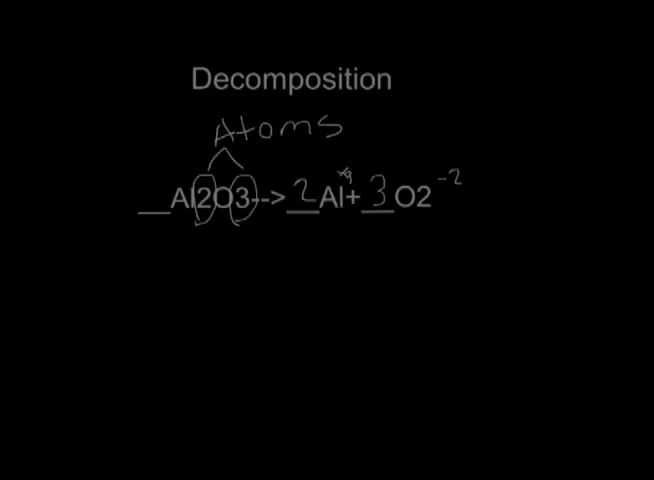 Decomposition
Atoms
__Al2O3--> 2Al+ 3O2 -2